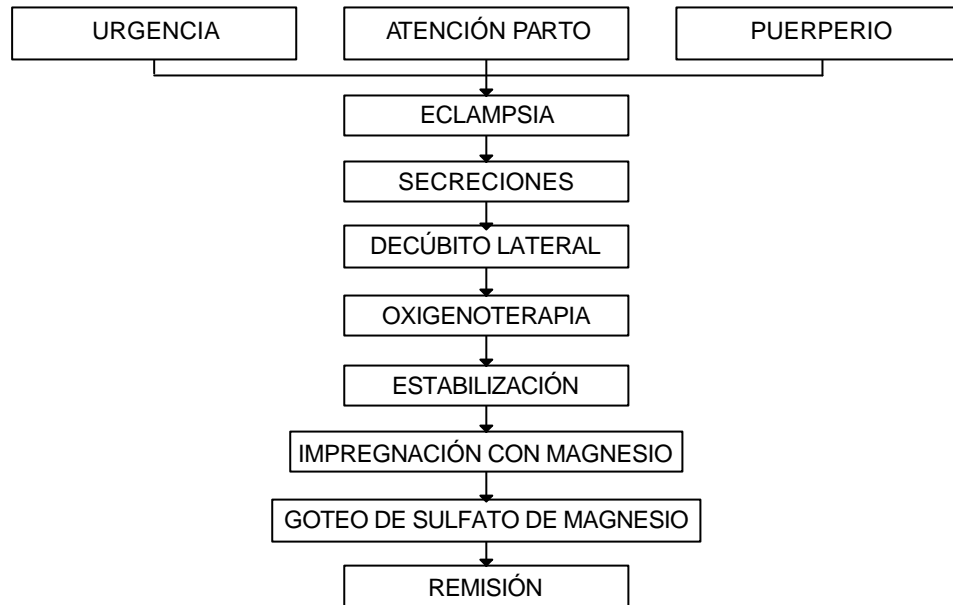 URGENCIA
ATENCIÓN PARTO
PUERPERIO
ECLAMPSIA
SECRECIONES
DECÚBITO LATERAL
OXIGENOTERAPIA
ESTABILIZACIÓN
IMPREGNACIÓN CON MAGNESIO
GOTEO DE SULFATO DE MAGNESIO
REMISIÓN